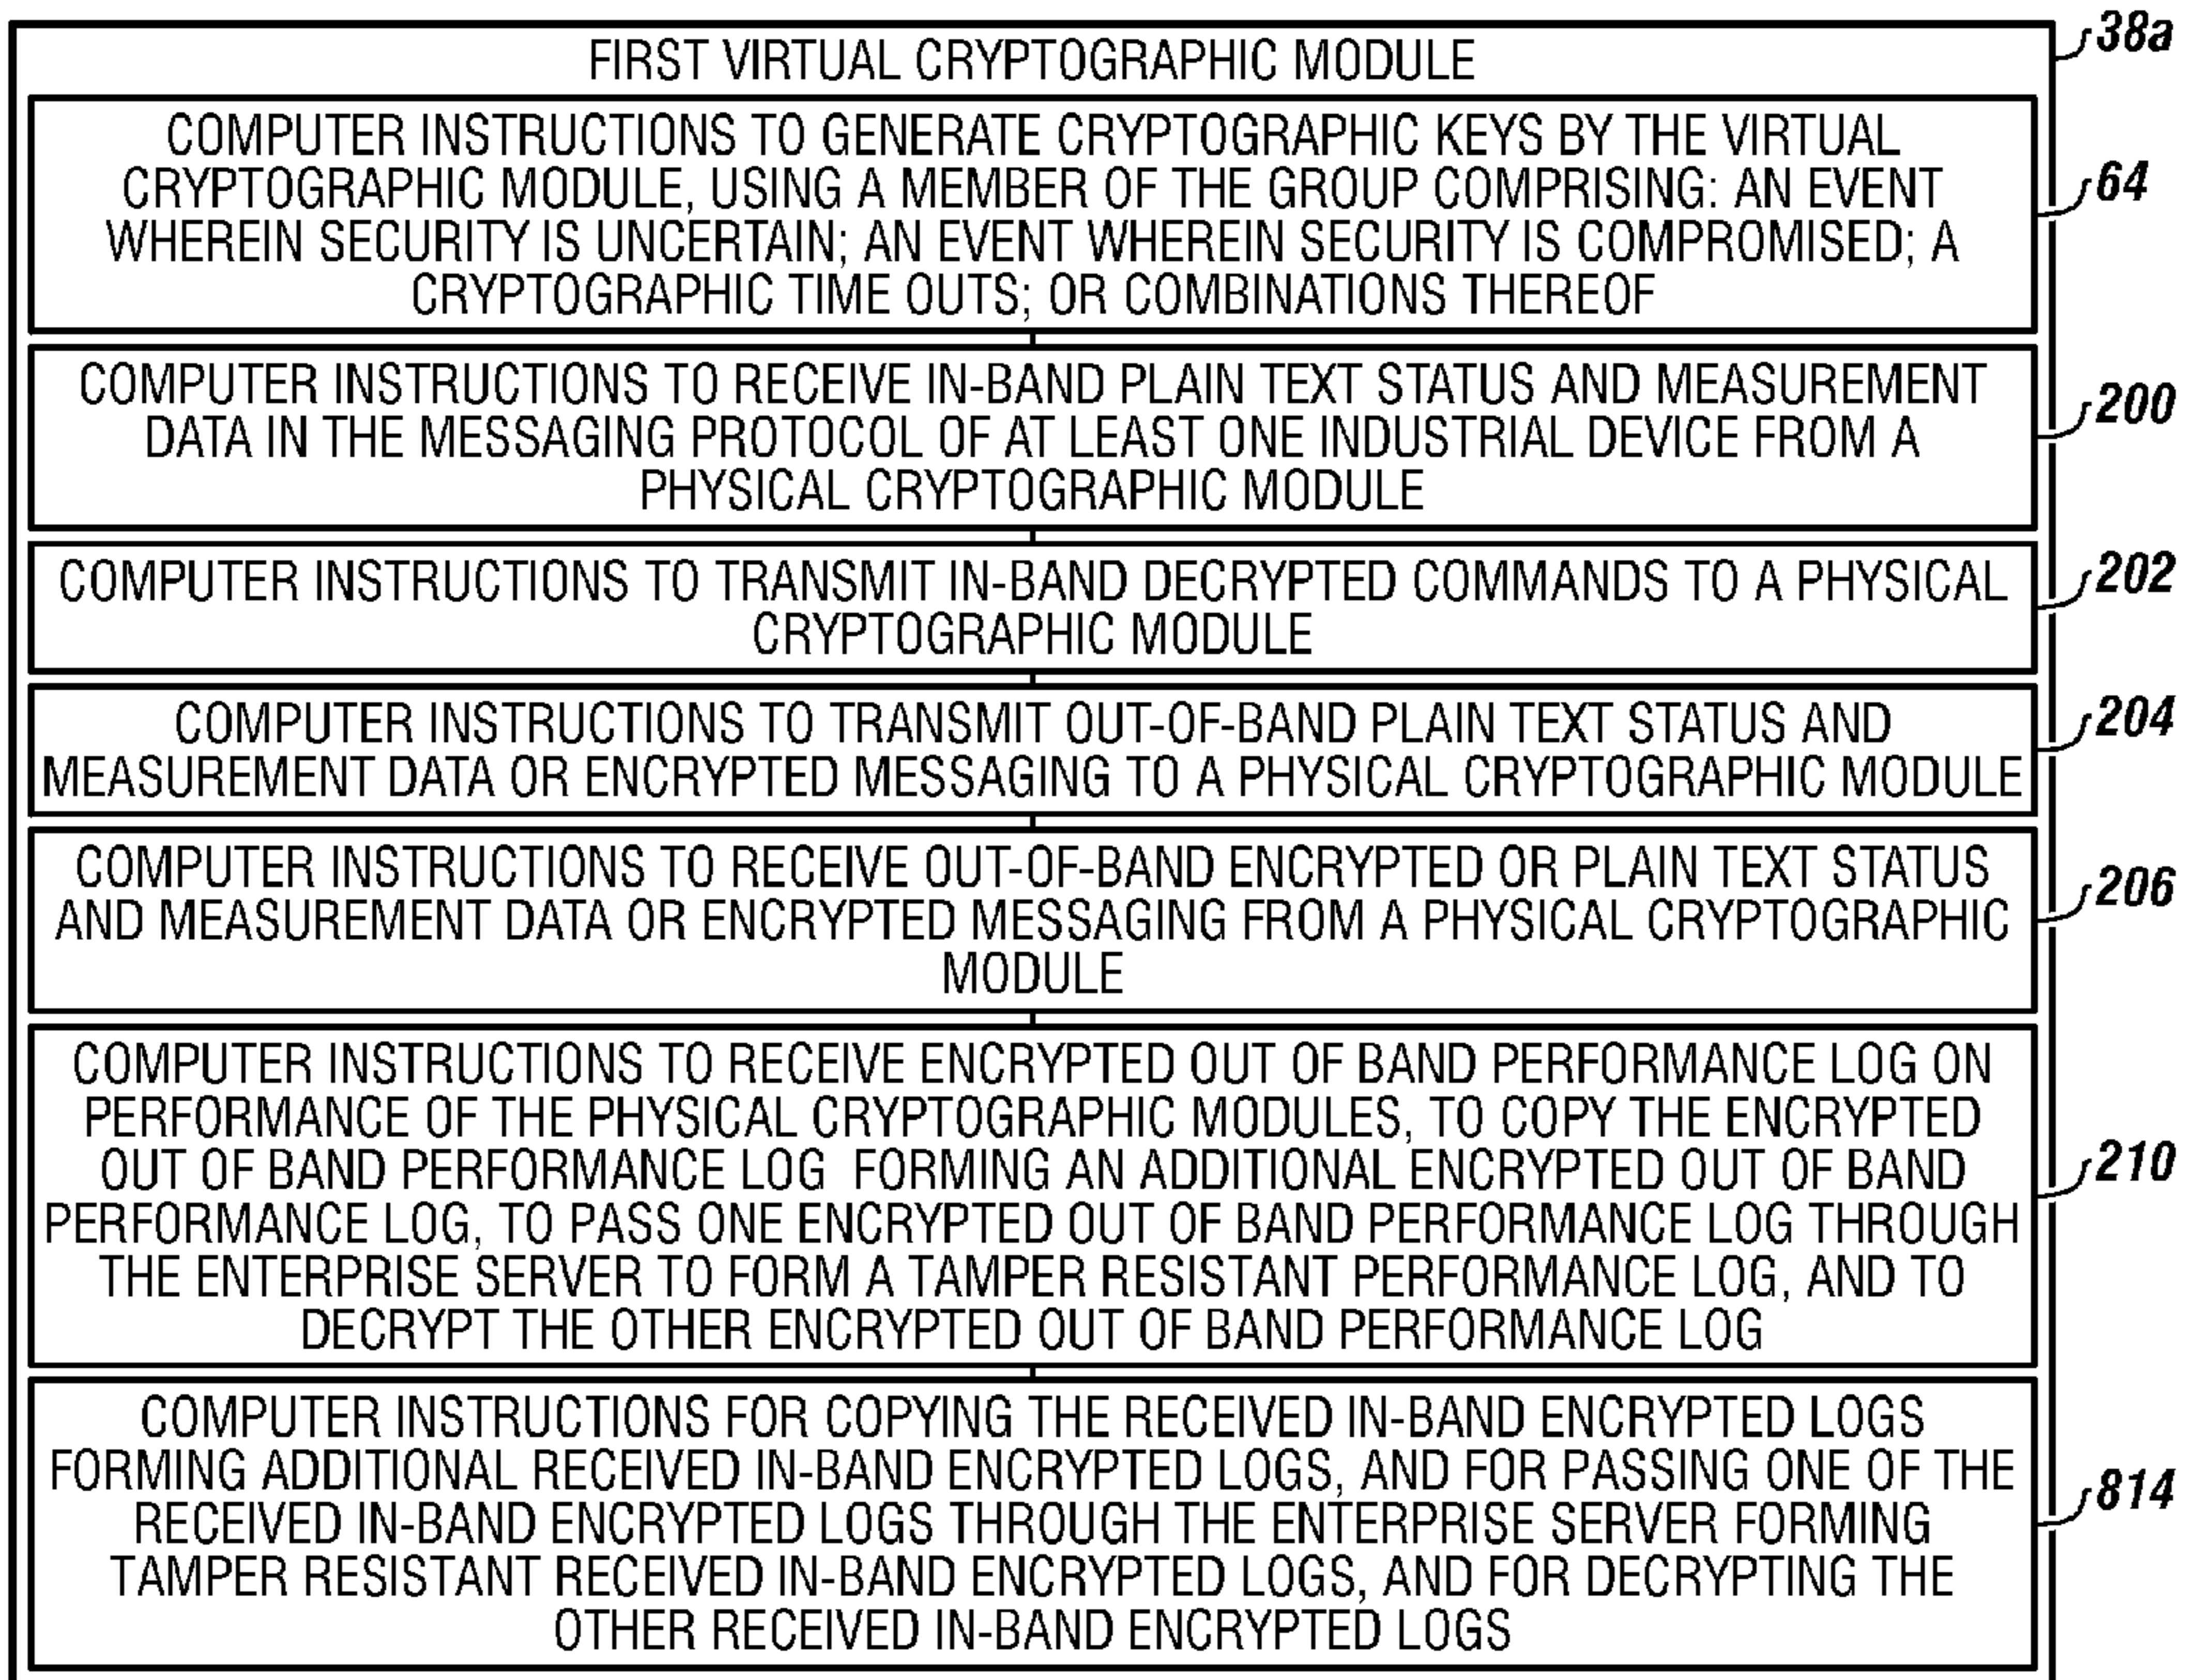 FIRST VIRTUAL CRYPTOGRAPHIC MODULE
38a
COMPUTER INSTRUCTIONS TO GENERATE CRYPTOGRAPHIC KEYS BY THE VIRTUAL
CRYPTOGRAPHIC MODULE, USING A MEMBER OF THE GROUP COMPRISING: AN EVENT
WHEREIN SECURITY IS UNCERTAIN; AN EVENT WHEREIN SECURITY IS COMPROMISED; A
CRYPTOGRAPHIC TIME OUTS; OR COMBINATIONS THEREOF
64
COMPUTER INSTRUCTIONS TO RECEIVE IN-BAND PLAIN TEXT STATUS AND MEASUREMENT
DATA IN THE MESSAGING PROTOCOL OF AT LEAST ONE INDUSTRIAL DEVICE FROM A
PHYSICAL CRYPTOGRAPHIC MODULE
200
COMPUTER INSTRUCTIONS TO TRANSMIT IN-BAND DECRYPTED COMMANDS TO A PHYSICAL
CRYPTOGRAPHIC MODULE
202
COMPUTER INSTRUCTIONS TO TRANSMIT OUT-OF-BAND PLAIN TEXT STATUS AND
MEASUREMENT DATA OR ENCRYPTED MESSAGING TO A PHYSICAL CRYPTOGRAPHIC MODULE
204
COMPUTER INSTRUCTIONS TO RECEIVE OUT-OF-BAND ENCRYPTED OR PLAIN TEXT STATUS
AND MEASUREMENT DATA OR ENCRYPTED MESSAGING FROM A PHYSICAL CRYPTOGRAPHIC
MODULE
206
COMPUTER INSTRUCTIONS TO RECEIVE ENCRYPTED OUT OF BAND PERFORMANCE LOG ON
PERFORMANCE OF THE PHYSICAL CRYPTOGRAPHIC MODULES, TO COPY THE ENCRYPTED
OUT OF BAND PERFORMANCE LOG FORMING AN ADDITIONAL ENCRYPTED OUT OF BAND
PERFORMANCE LOG, TO PASS ONE ENCRYPTED OUT OF BAND PERFORMANCE LOG THROUGH
THE ENTERPRISE SERVER TO FORM A TAMPER RESISTANT PERFORMANCE LOG, AND TO
DECRYPT THE OTHER ENCRYPTED OUT OF BAND PERFORMANCE LOG
210
COMPUTER INSTRUCTIONS FOR COPYING THE RECEIVED IN-BAND ENCRYPTED LOGS
FORMING ADDITIONAL RECEIVED IN-BAND ENCRYPTED LOGS, AND FOR PASSING ONE OF THE
RECEIVED IN-BAND ENCRYPTED LOGS THROUGH THE ENTERPRISE SERVER FORMING
TAMPER RESISTANT RECEIVED IN-BAND ENCRYPTED LOGS, AND FOR DECRYPTING THE
OTHER RECEIVED IN-BAND ENCRYPTED LOGS
814